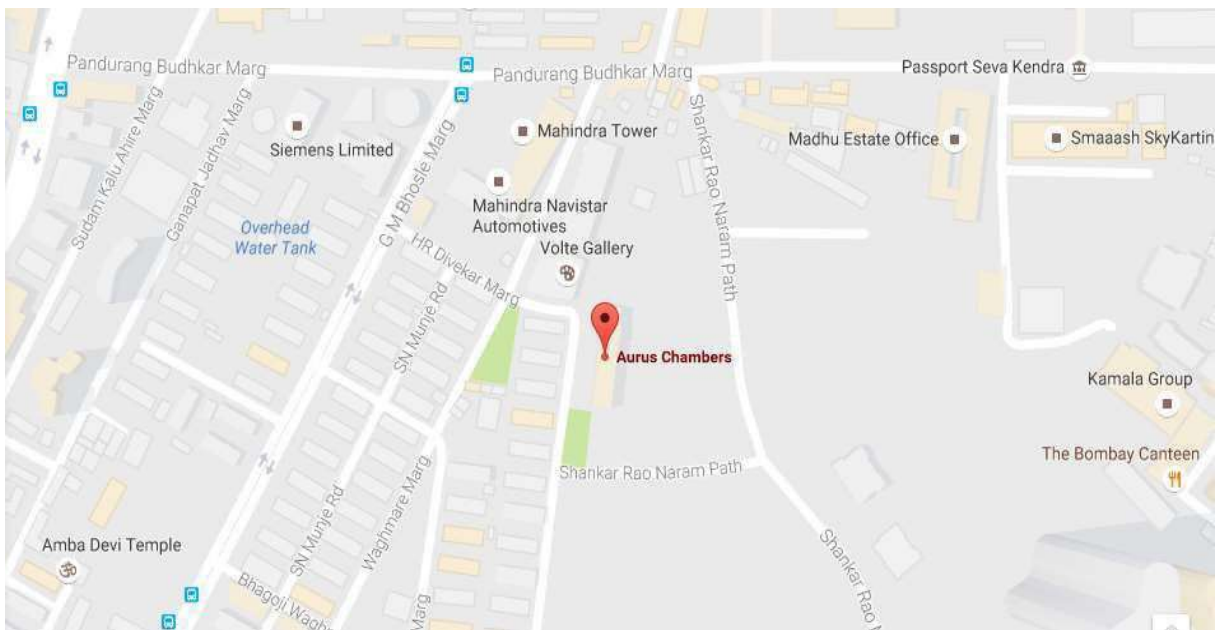 Pandurang Budhkar Marg
Pandurang Budhkar Marg
Passport Seva Kendra
Sudam Kalu Ahire Marg
Ganapat Jadhav Marg
Siemens Limited
G M Bhosle Marg
Mahindra Tower
Shankar Rao Naram Path
Madhu Estate Office
Smaaash SkyKartin
Mahindra Navistar
Automotives
Overhead
Water Tank
HR Divekar Marg
Volte Gallery
SN Munje Rd
Aurus Chambers
Kamala Group
The Bombay Canteen
Shankar Rao Naram Path
Waghmare Marg
SN Munje Rd
Amba Devi Temple
Shankar Rao
Bhagoji Wagh
Marg